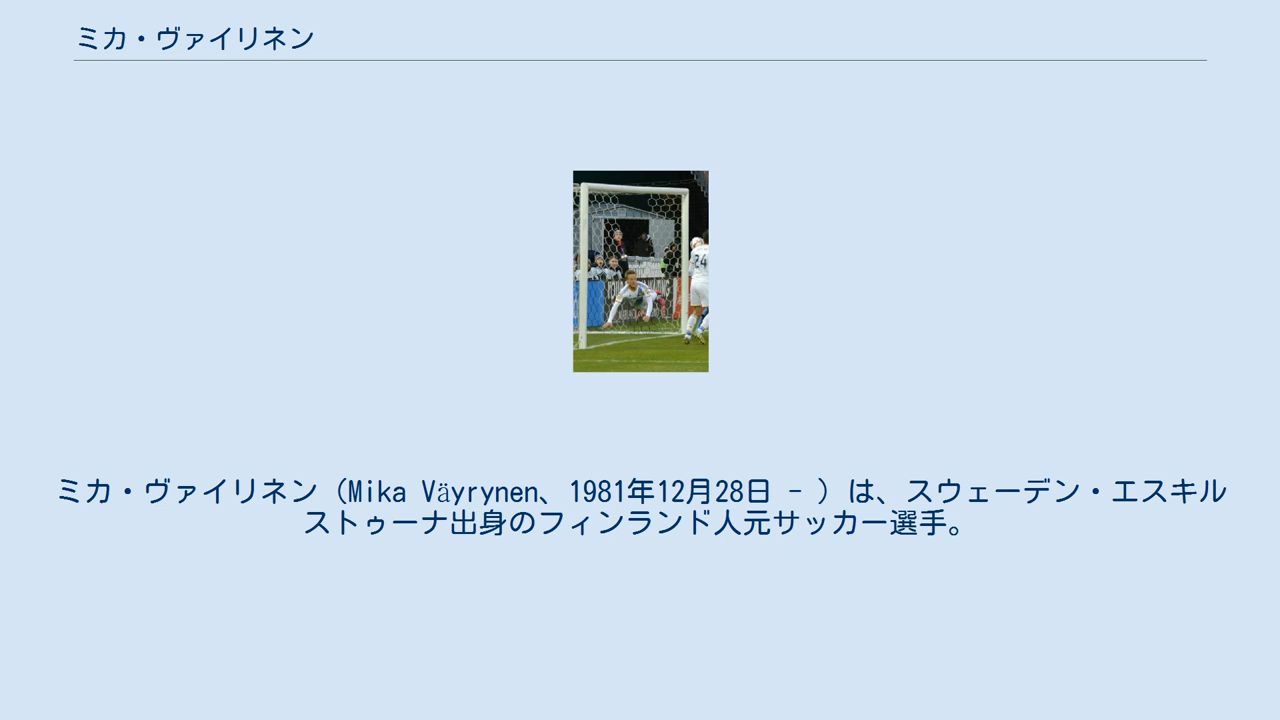 ミカ・ヴァイリネン
24
ミカ・ヴァイリネン（Mika Väyrynen、1981年12月28日 - ）は、スウェーデン・エスキル
ストゥーナ出身のフィンランド人元サッカー選手。